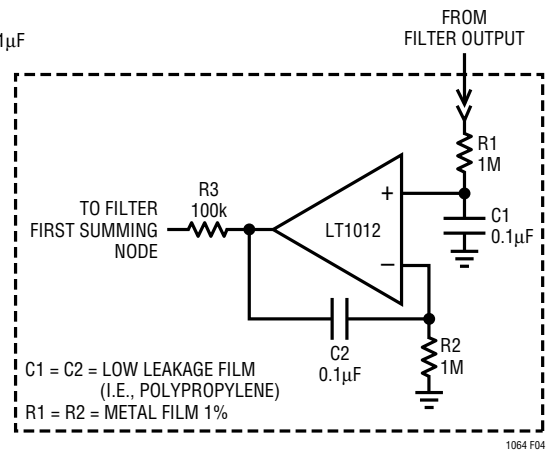 1µF
FROM
FILTER OUTPUT
R1
1M
R3
100k
TO FILTER
FIRST SUMMING
NODE
+
LT1012
–
C1
0.1µF
C2
0.1µF
R2
1M
C1 = C2 = LOW LEAKAGE FILM
(I.E., POLYPROPYLENE)
R1 = R2 = METAL FILM 1%
1064 F04